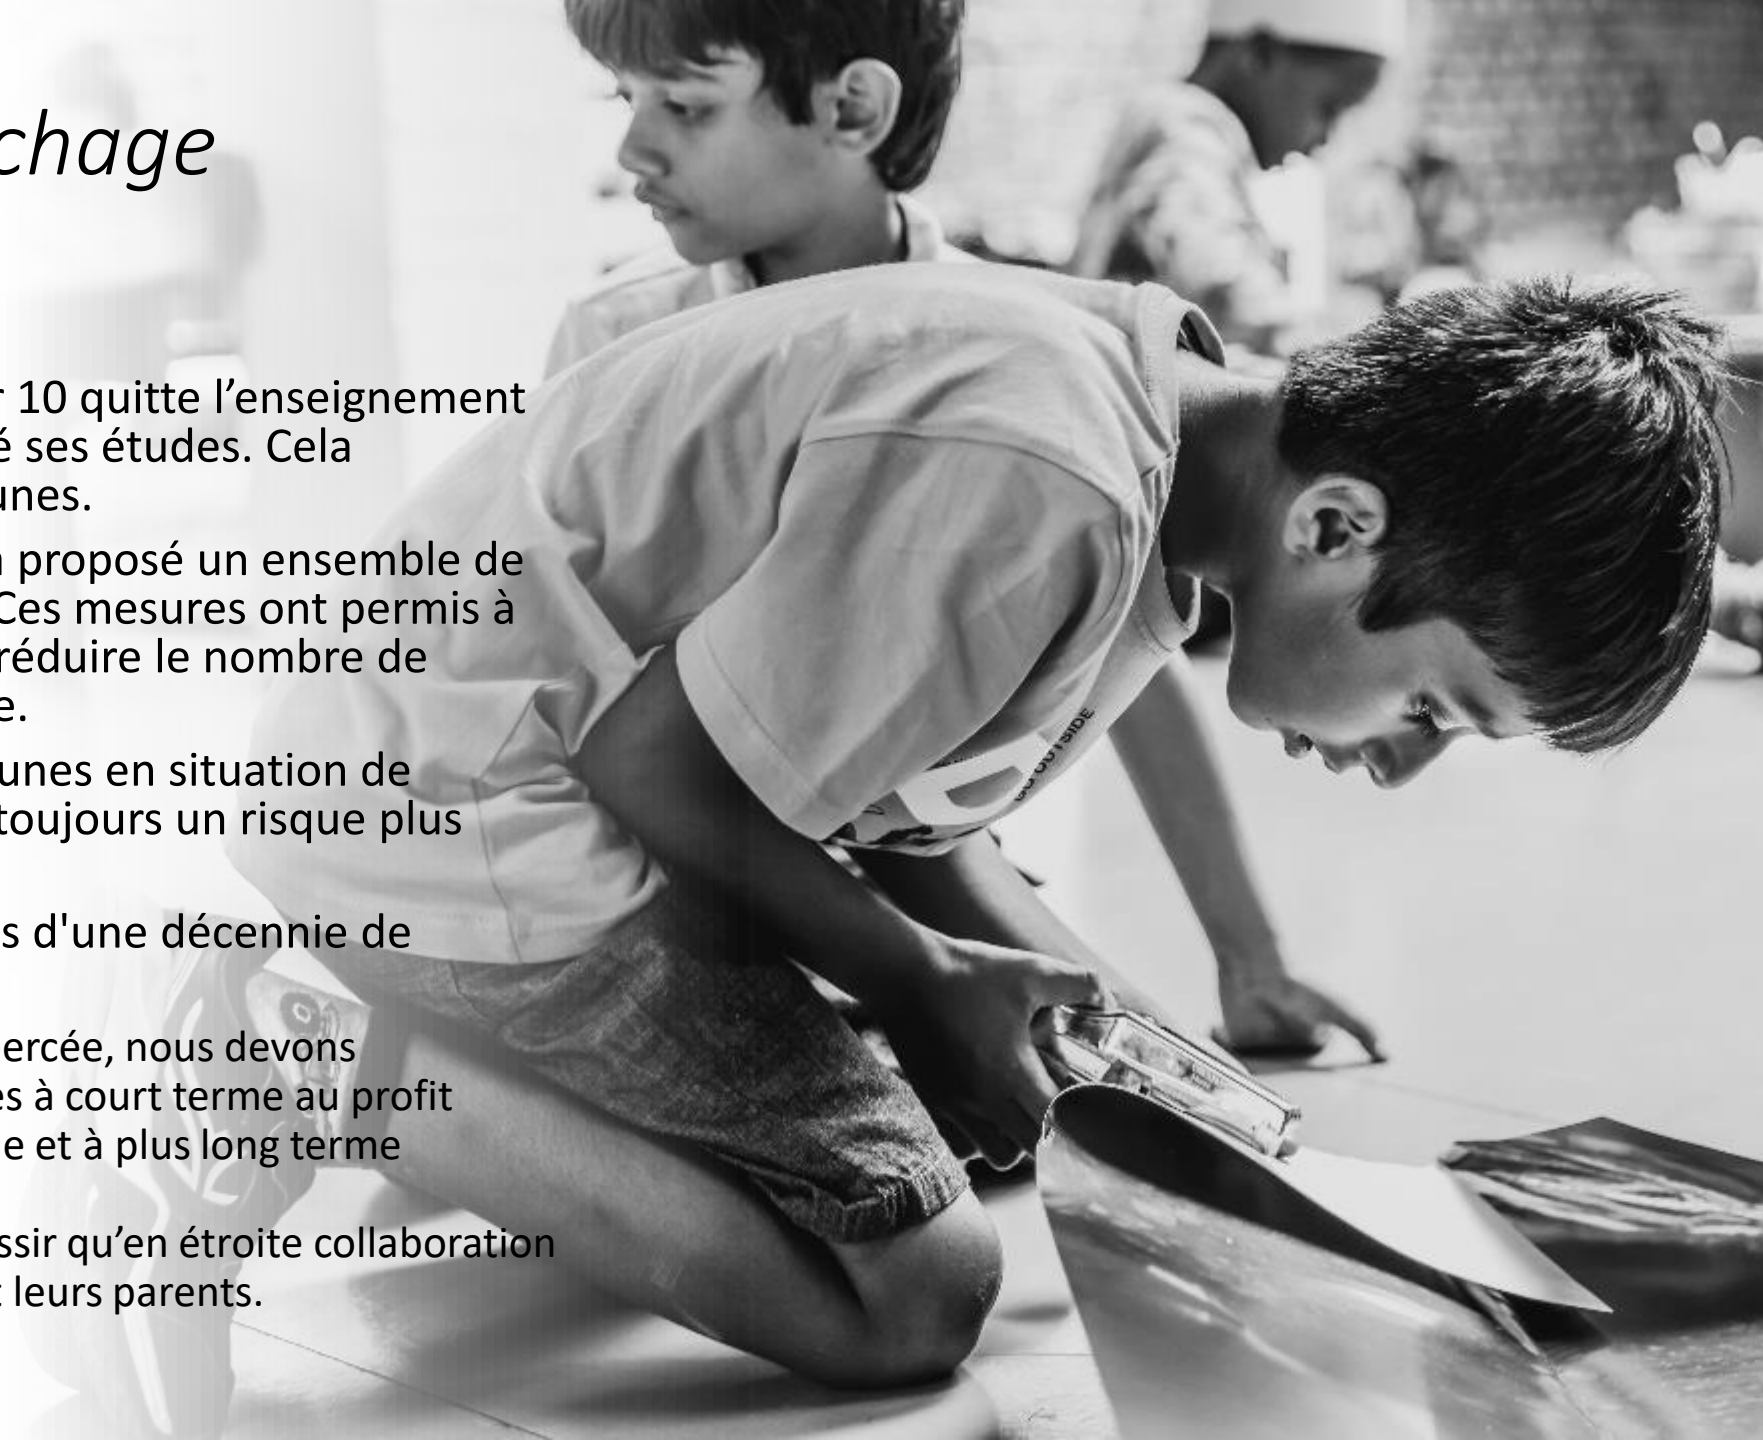 chage
10 quitte l’enseignement
é ses études. Cela
unes.
proposé un ensemble de
Ces mesures ont permis à
réduire le nombre de
e.
unes en situation de
toujours un risque plus
s d'une décennie de
ercée, nous devons
es à court terme au profit
e et à plus long terme
ssir qu’en étroite collaboration
leurs parents.
OUTSIDE